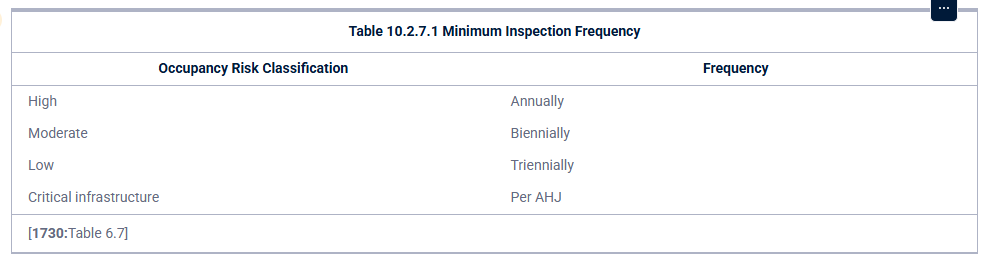 Table 10.2.7.1 Minimum Inspection Frequency
Occupancy Risk Classification Frequency
High Annually
Moderate Biennially
Low Triennially
Critical infrastructure Per AHJ
[1730:Table 6.7]